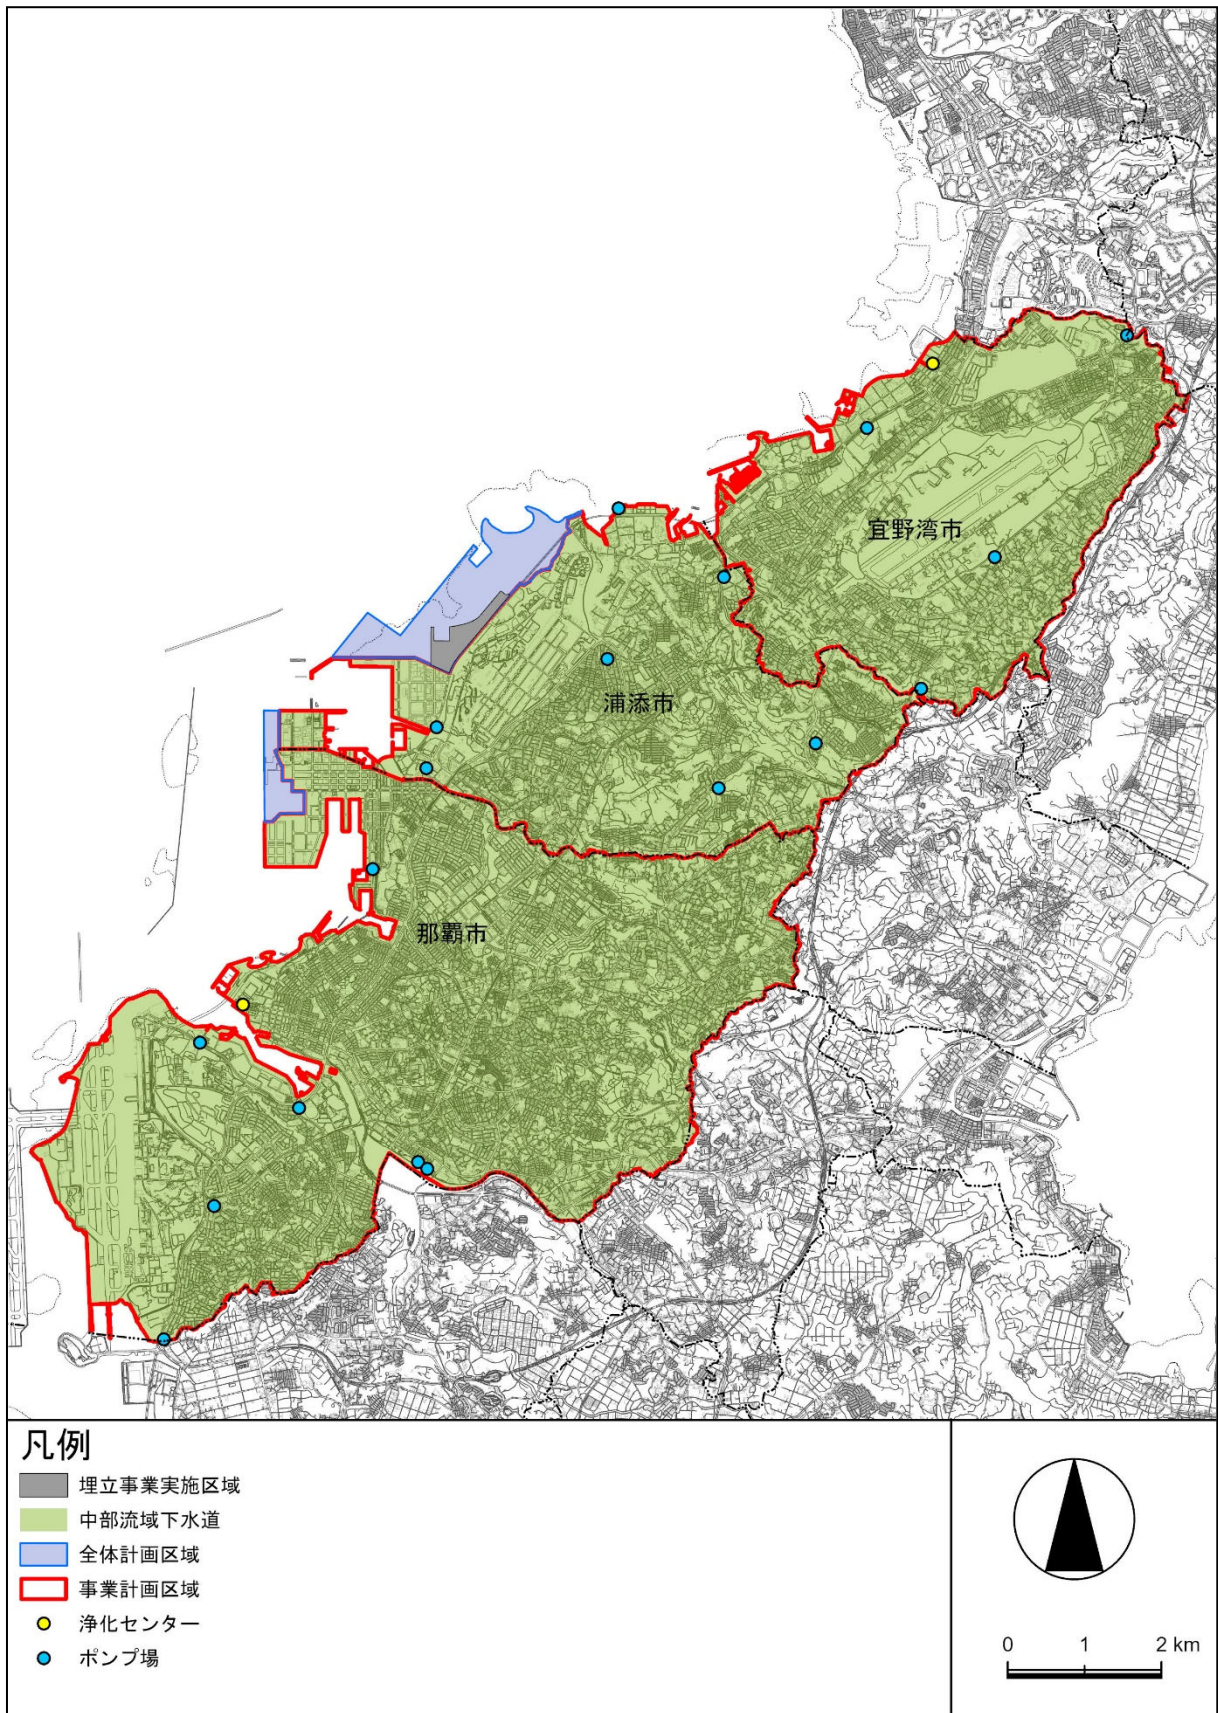 宜野湾市
浦添市
那覇市
凡例
埋立事業実施区域
中部流域下水道
全体計画区域
事業計画区域
浄化センター
ポンプ場
0 1 2 km